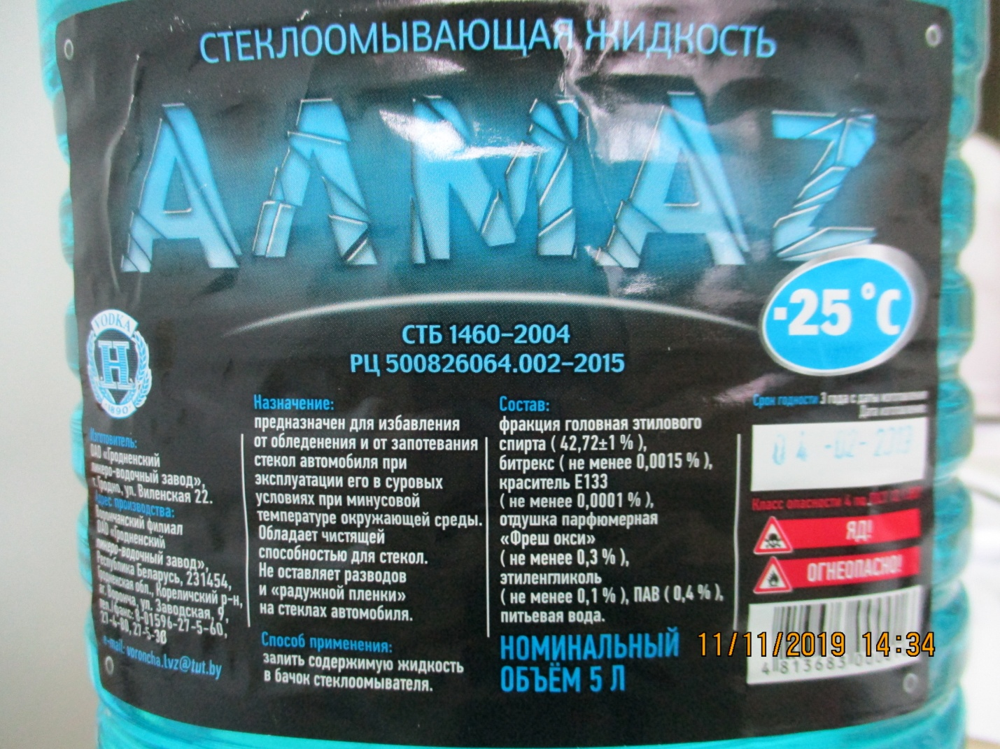 СТЕКЛООМЫВАЮЩАЯ ЖИДКОСТЬ
АЛМАZ
-25°C
СТБ 1460-2004
РЦ 500826064.002-2015
VODKA
Н
·1890·
Изготовитель:
ОАО «Гродненский
ликеро-водочный завод»,
г. Гродно, ул. Виленская 22.
Адрес производства:
Ворончанский филиал
ОАО «Гродненский
ликеро-водочный завод»,
Республика Беларусь, 231454,
Гродненская обл., Кореличский р-н,
аг. Воронча, ул. Заводская, 9,
тел./факс: 8-01596-27-5-60,
27-4-80, 27-5-30
e-mail: voroncha.lvz@tut.by
Назначение:
предназначен для избавления
от обледенения и от запотевания
стекол автомобиля при
эксплуатации его в суровых
условиях при минусовой
температуре окружающей среды.
Обладает чистящей
способностью для стекол.
Не оставляет разводов
и «радужной пленки»
на стеклах автомобиля.
Способ применения:
залить содержимую жидкость
в бачок стеклоомывателя.
Состав:
фракция головная этилового
спирта ( 42,72±1 % ),
битрекс ( не менее 0,0015 % ),
краситель Е133
( не менее 0,0001 % ),
отдушка парфюмерная
«Фреш окси»
( не менее 0,3 % ),
этиленгликоль
( не менее 0,1 % ), ПАВ ( 0,4 % ),
питьевая вода.
НОМИНАЛЬНЫЙ
ОБЪЁМ 5 Л
Срок годности 3 года с даты изготовления
Дата изготовления
04 -02- 2019
Класс опасности 4 по
ЯД!
ОГНЕОПАСНО!
11/11/2019 14:34
4 813683